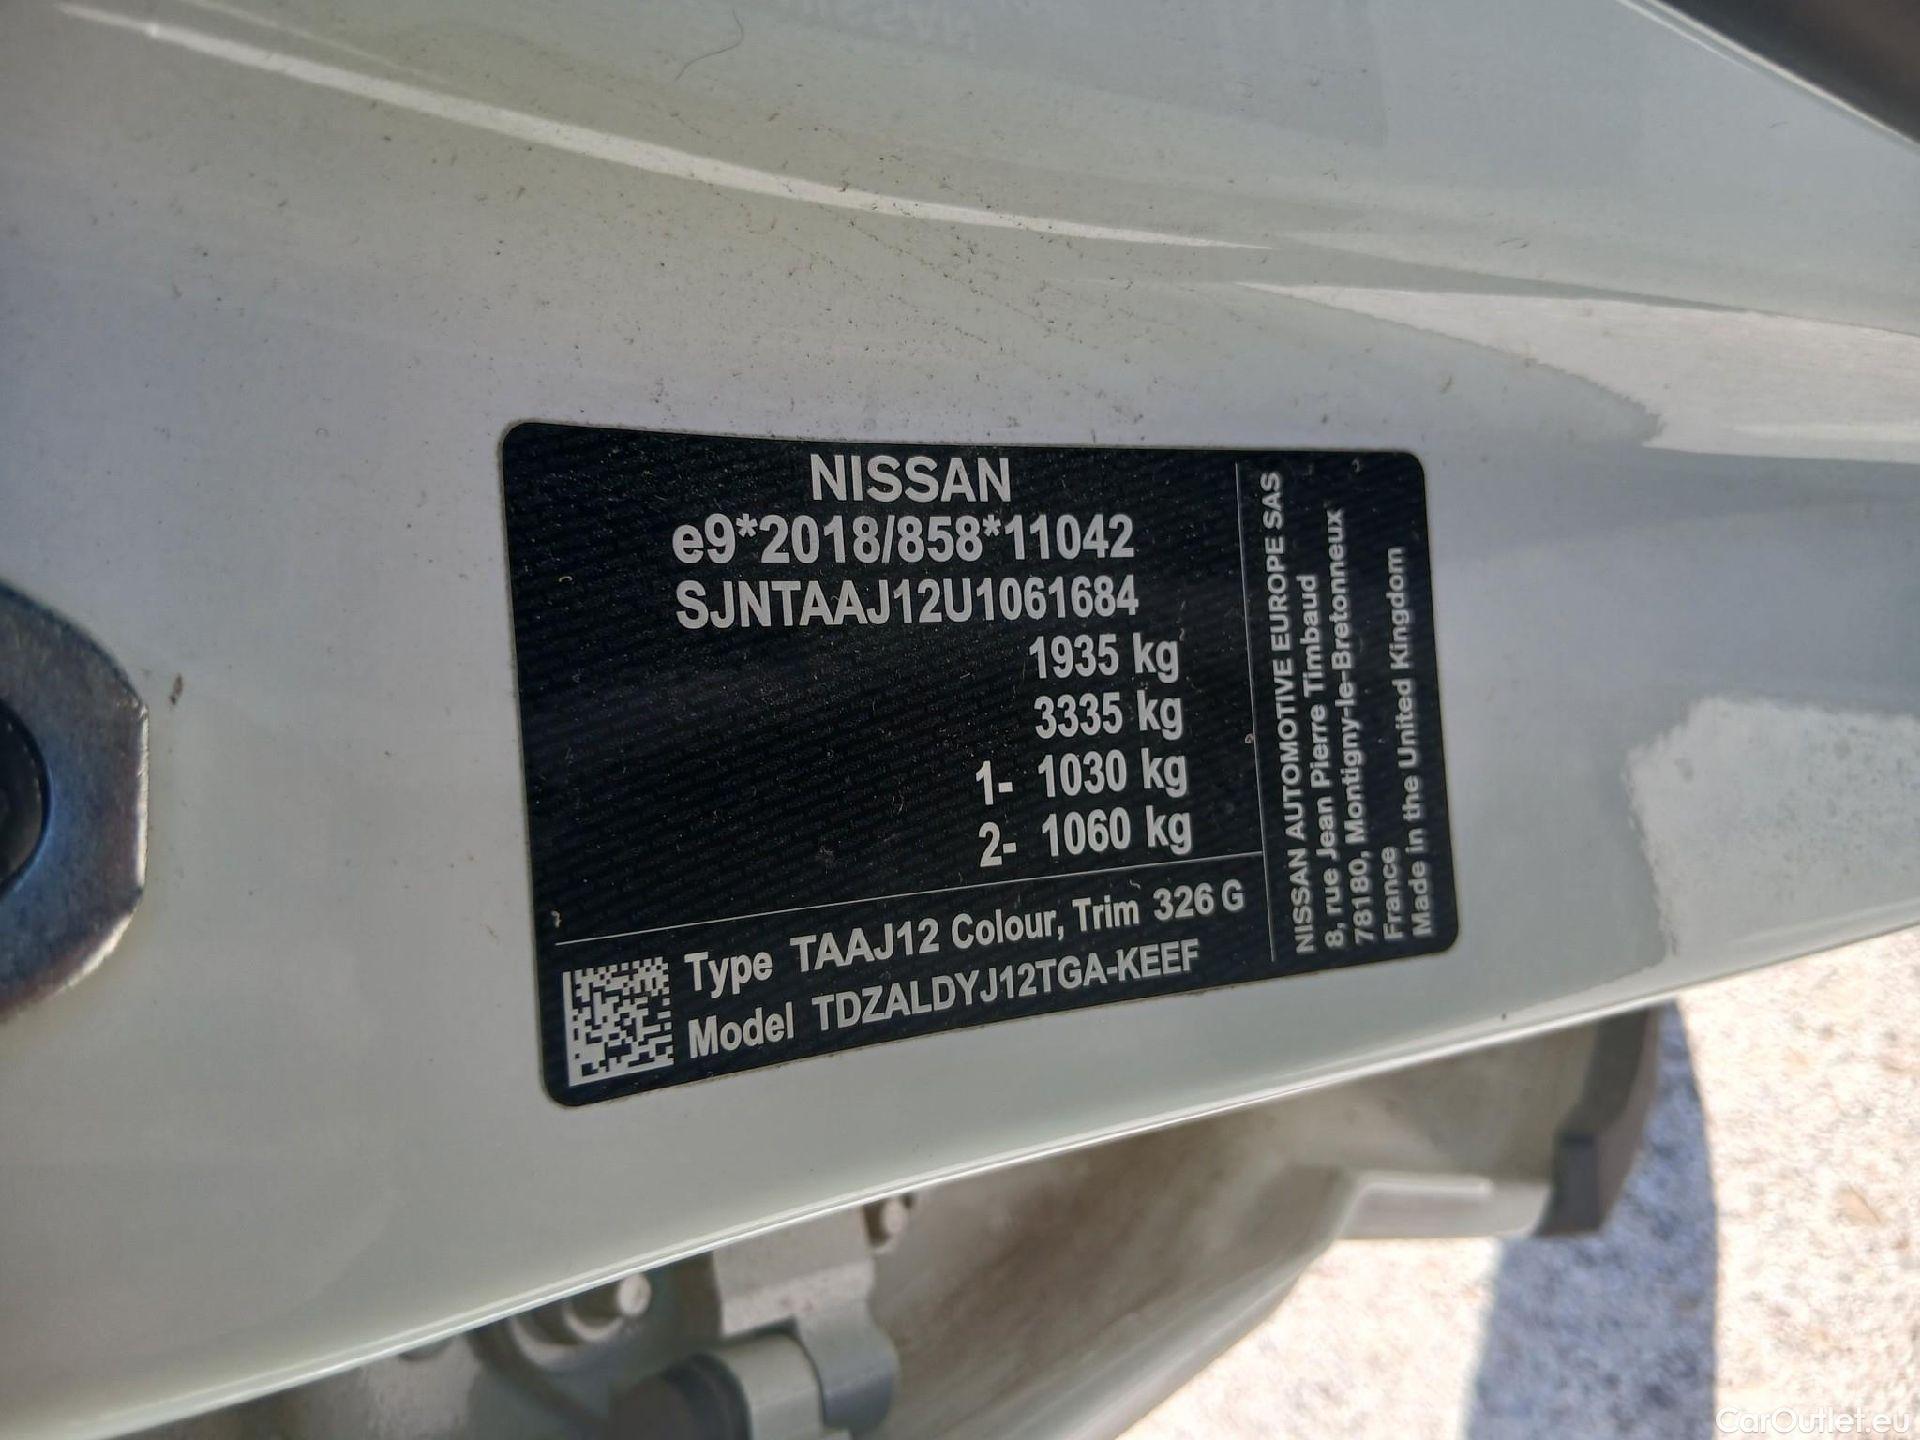 NISSAN
e9*2018/858*11042
SJNTAAJ12U1061684
1935 kg
3335 kg
1- 1030 kg
2- 1060 kg
Type TAAJ12 Colour, Trim 326 G
Model TDZALDYJ12TGA-KEEF
NISSAN AUTOMOTIVE EUROPE SAS
8, rue Jean Pierre Timbaud
78180, Montigny-le-Bretonneux
France
Made in the United Kingdom
CarOutlet.eu